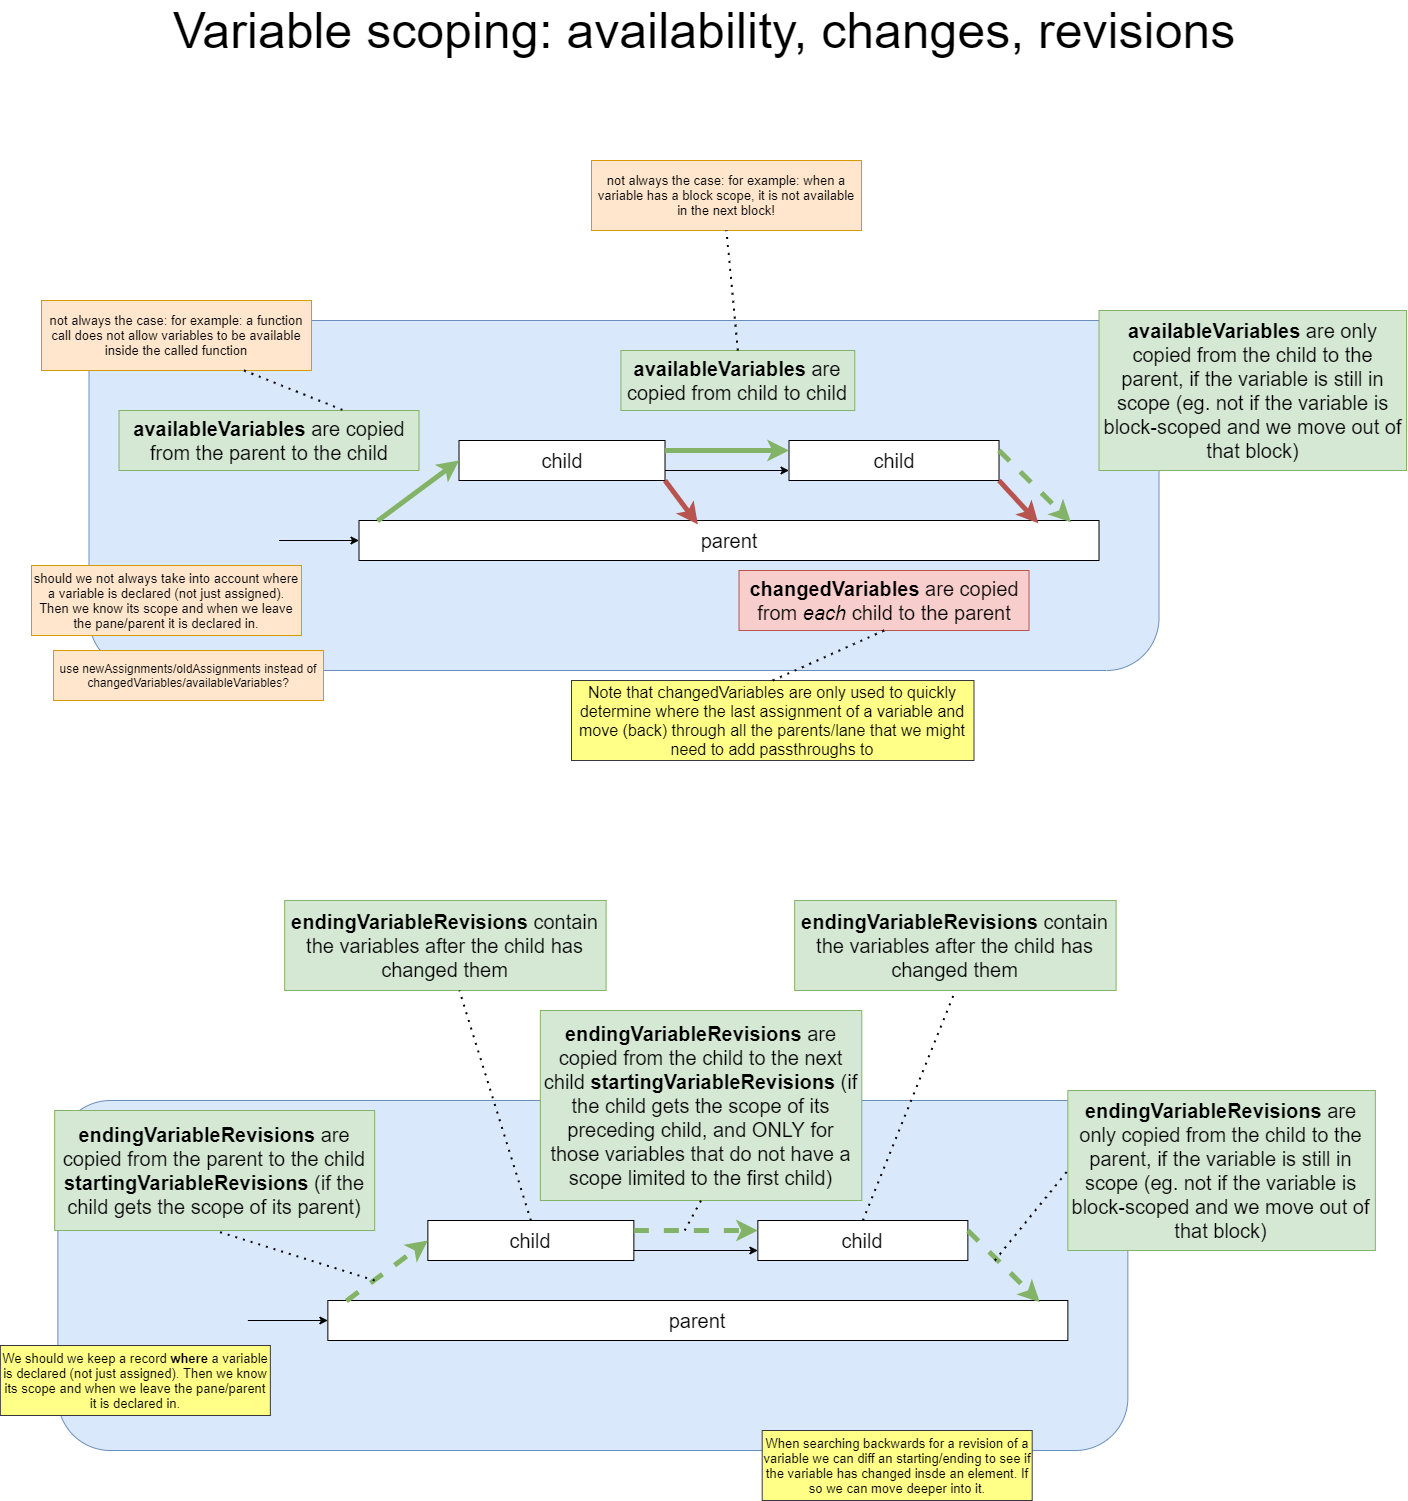 Variable scoping: availability, changes, revisions
not always the case: for example: when a
variable has a block scope, it is not available
in the next block!
not always the case: for example: a function
call does not allow variables to be available
inside the called function
availableVariables are
copied from child to child
availableVariables are only
copied from the child to the
parent, if the variable is still in
scope (eg. not if the variable is
block-scoped and we move out of
that block)
availableVariables are copied
from the parent to the child
child
child
parent
should we not always take into account where
a variable is declared (not just assigned).
Then we know its scope and when we leave
the pane/parent it is declared in.
changedVariables are copied
from each child to the parent
use newAssignments/oldAssignments instead of
changedVariables/availableVariables?
Note that changedVariables are only used to quickly
determine where the last assignment of a variable and
move (back) through all the parents/lane that we might
need to add passthroughs to
endingVariableRevisions contain
the variables after the child has
changed them
endingVariableRevisions contain
the variables after the child has
changed them
endingVariableRevisions are
copied from the child to the next
child startingVariableRevisions (if
the child gets the scope of its
preceding child, and ONLY for
those variables that do not have a
scope limited to the first child)
endingVariableRevisions are
copied from the parent to the child
startingVariableRevisions (if the
child gets the scope of its parent)
endingVariableRevisions are
only copied from the child to the
parent, if the variable is still in
scope (eg. not if the variable is
block-scoped and we move out of
that block)
child
child
parent
We should we keep a record where a variable
is declared (not just assigned). Then we know
its scope and when we leave the pane/parent
it is declared in.
When searching backwards for a revision of a
variable we can diff an starting/ending to see if
the variable has changed insde an element. If
so we can move deeper into it.